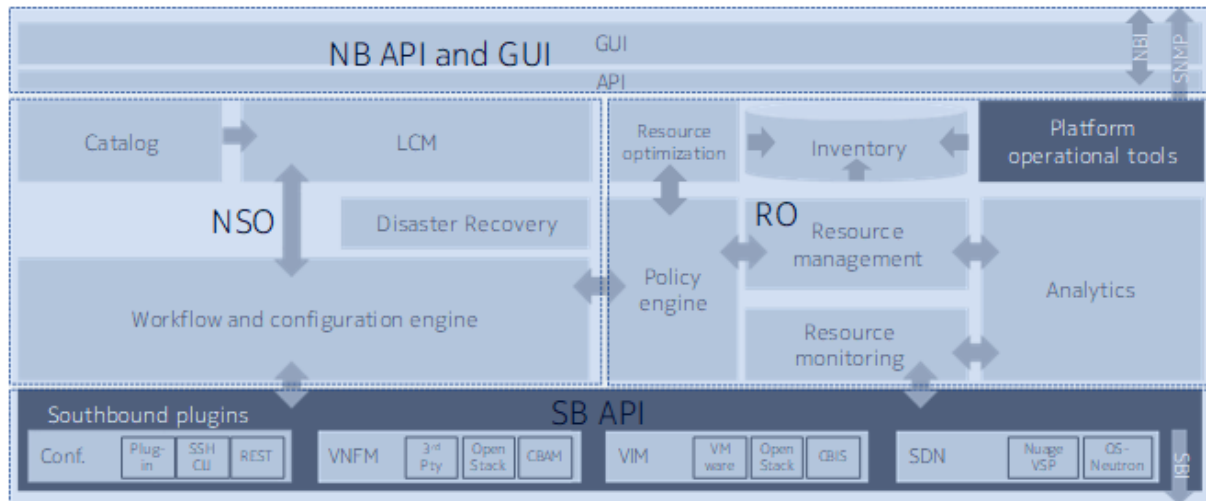 GUI
NB API and GUI
API
NBI
SNMP
Catalog
LCM
Resource
optimization
Inventory
Platform
operational tools
NSO
Disaster Recovery
RO
Resource
management
Policy
engine
Analytics
Workflow and configuration engine
Resource
monitoring
Southbound plugins
SB API
Conf.
Plug-
in
SSH
CLI
REST
VNFM
3rd
Pty
Open
Stack
CBAM
VIM
VM
ware
Open
Stack
CBIS
SDN
Nuage
VSP
OS-
Neutron
SBI